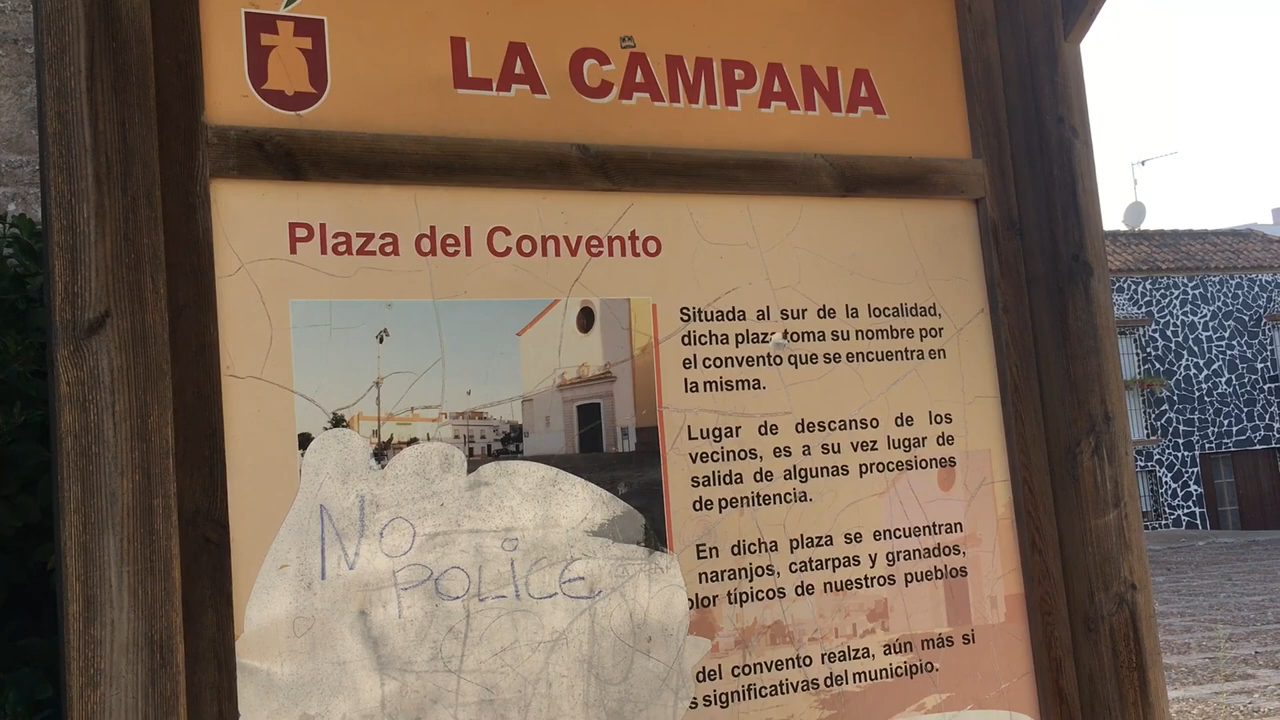 LA CAMPANA
Plaza del Convento
Situada al sur de la localidad,
dicha plaza toma su nombre por
el convento que se encuentra en
la misma.
Lugar de descanso de los
vecinos, es a su vez lugar de
salida de algunas procesiones
de penitencia.
En dicha plaza se encuentran
naranjos, catarpas y granados,
olor típicos de nuestros pueblos
del convento realza, aún más si
s significativas del municipio.
No
POLICE